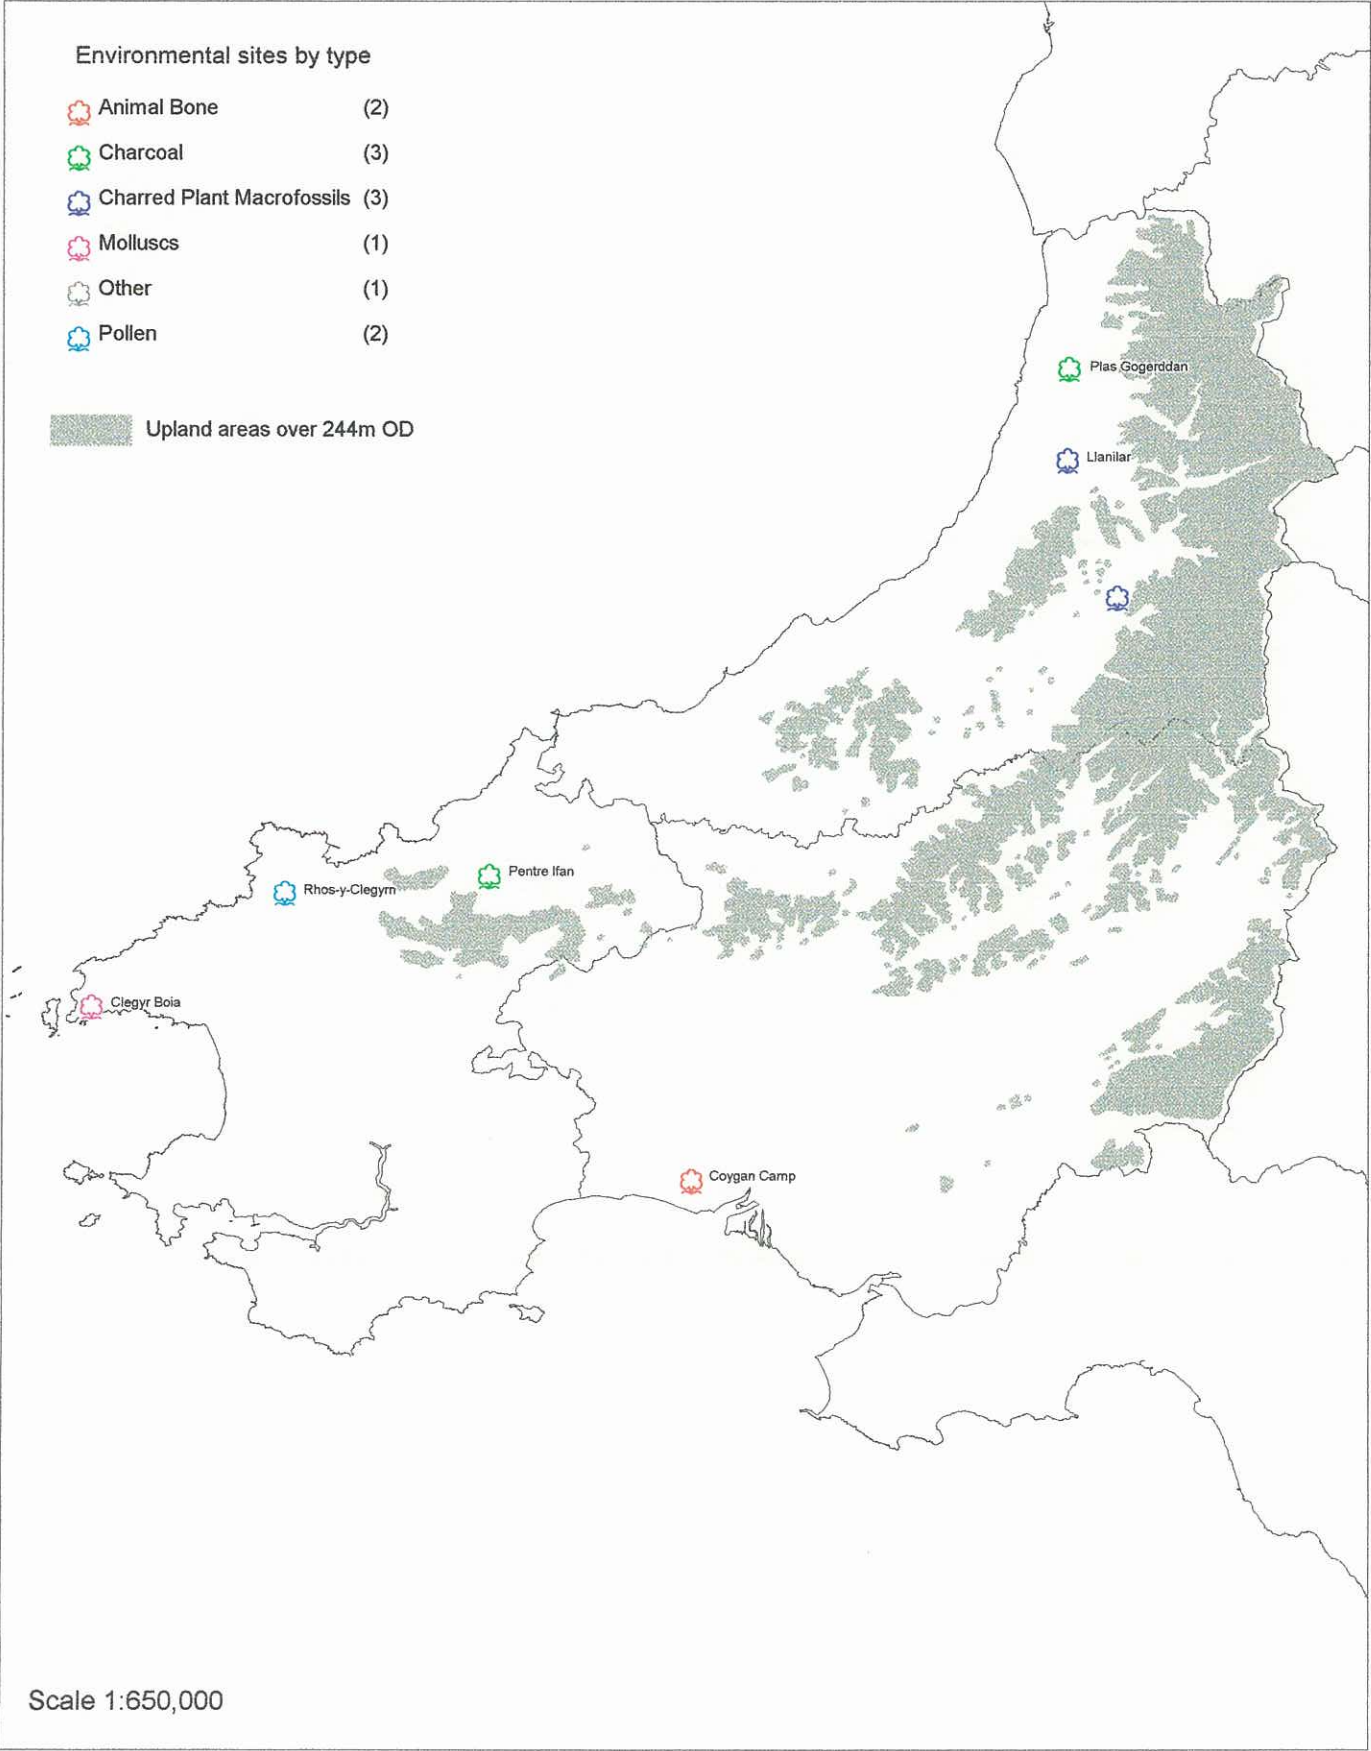 Environmental sites by type
Animal Bone (2)
Charcoal (3)
Charred Plant Macrofossils (3)
Molluscs (1)
Other (1)
Pollen (2)
Upland areas over 244m OD
Plas Gogerddan
Llanilar
Pentre Ifan
Rhos-y-Clegyrn
Clegyr Boia
Coygan Camp
Scale 1:650,000